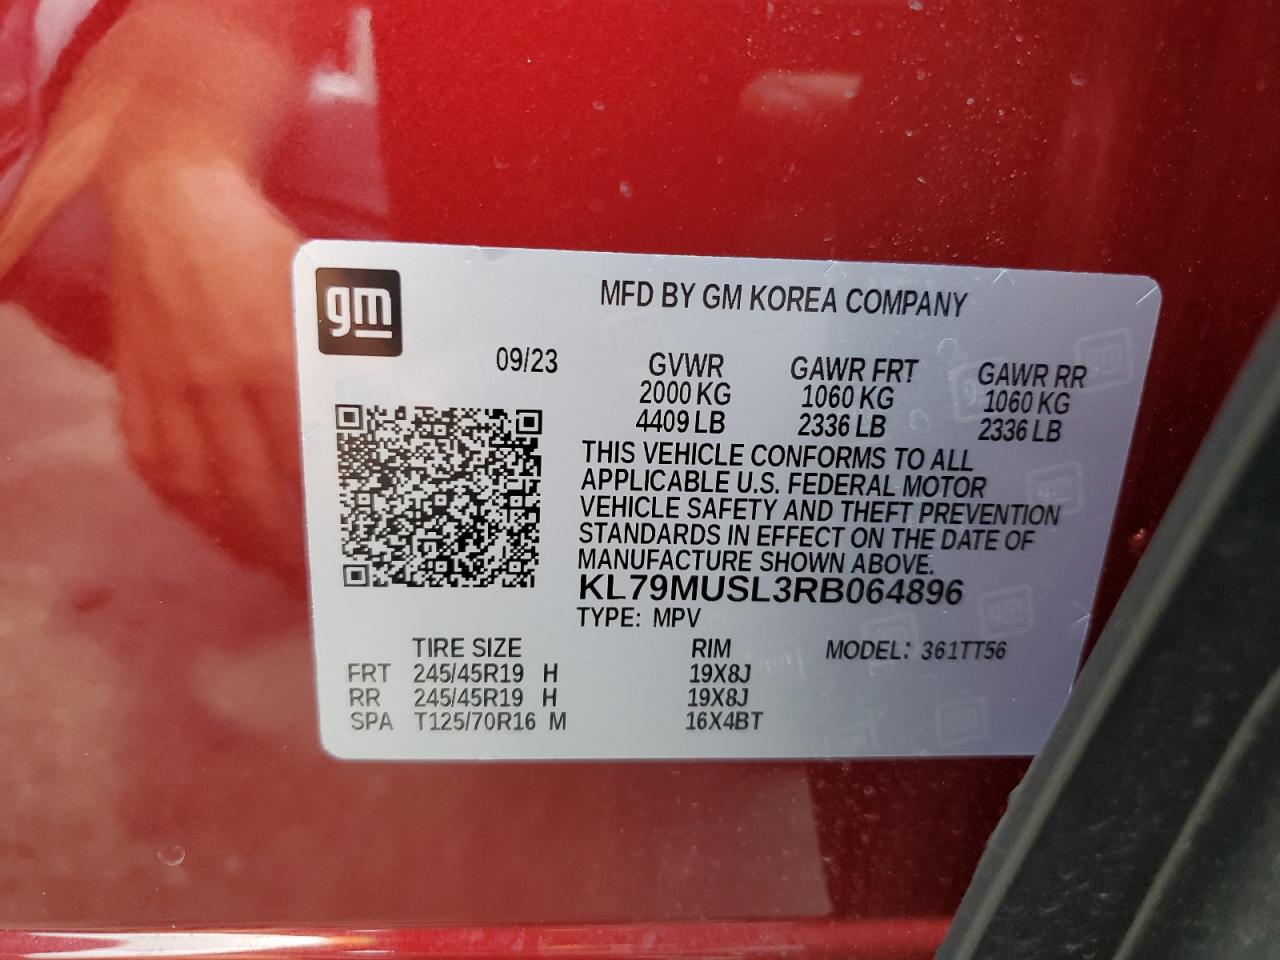 gm
MFD BY GM KOREA COMPANY
09/23 GVWR GAWR FRT GAWR RR
2000 KG 1060 KG 1060 KG
4409 LB 2336 LB 2336 LB
THIS VEHICLE CONFORMS TO ALL
APPLICABLE U.S. FEDERAL MOTOR
VEHICLE SAFETY AND THEFT PREVENTION
STANDARDS IN EFFECT ON THE DATE OF
MANUFACTURE SHOWN ABOVE.
KL79MUSL3RB064896
TYPE: MPV
TIRE SIZE RIM MODEL: 361TT56
FRT 245/45R19 H 19X8J
RR 245/45R19 H 19X8J
SPA T125/70R16 M 16X4BT